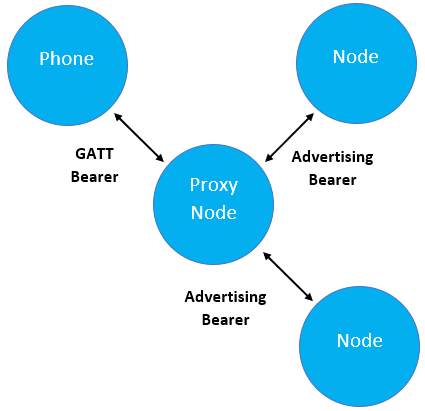 Phone
Node
GATT
Bearer
Advertising
Bearer
Proxy
Node
Advertising
Bearer
Node